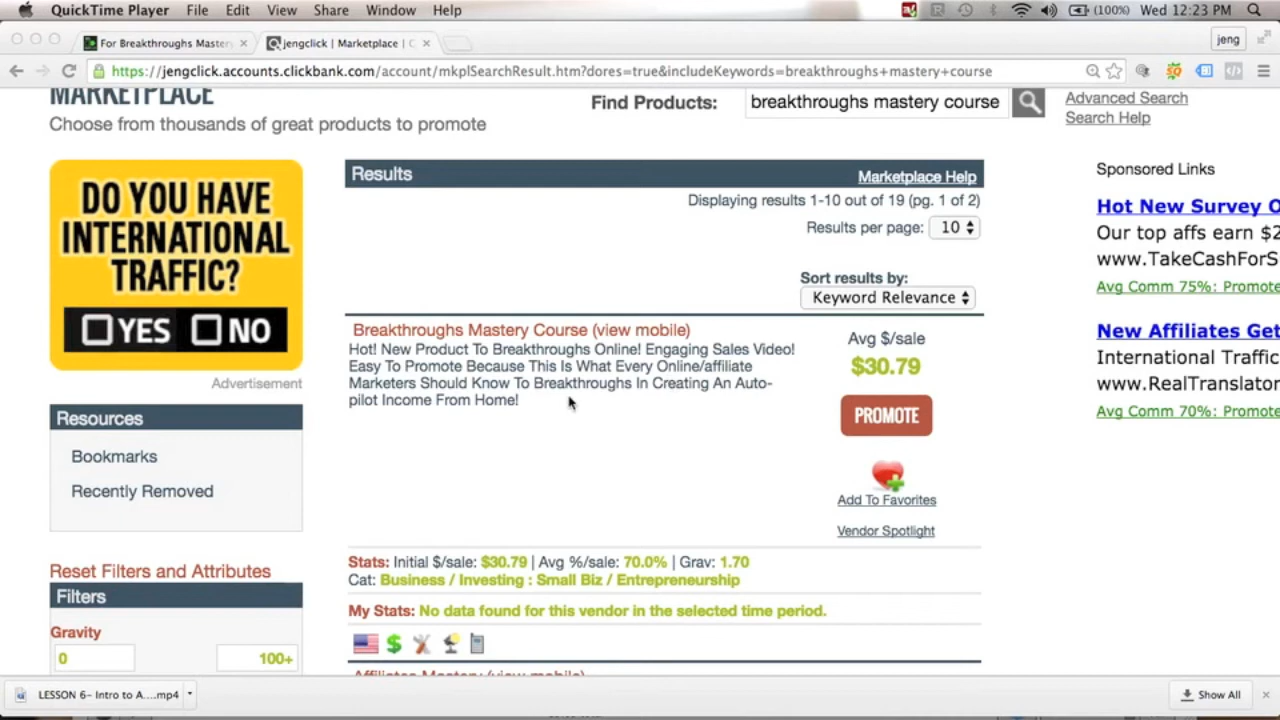 QuickTime Player File Edit View Share Window Help
(100%) Wed 12:23 PM
For Breakthroughs Mastery
jengclick | Marketplace | C
jeng
https://jengclick.accounts.clickbank.com/account/mkplSearchResult.htm?dores=true&includeKeywords=breakthroughs+mastery+course
MARKETPLACE
Choose from thousands of great products to promote
Find Products:
breakthroughs mastery course
Advanced Search
Search Help
DO YOU HAVE
INTERNATIONAL
TRAFFIC?
YES NO
Advertisement
Resources
Bookmarks
Recently Removed
Reset Filters and Attributes
Filters
Gravity
0 100+
Results
Marketplace Help
Displaying results 1-10 out of 19 (pg. 1 of 2)
Results per page: 10
Sort results by:
Keyword Relevance
Breakthroughs Mastery Course (view mobile)
Hot! New Product To Breakthroughs Online! Engaging Sales Video!
Easy To Promote Because This Is What Every Online/affiliate
Marketers Should Know To Breakthroughs In Creating An Auto-
pilot Income From Home!
Avg $/sale
$30.79
PROMOTE
Add To Favorites
Vendor Spotlight
Stats: Initial $/sale: $30.79 | Avg %/sale: 70.0% | Grav: 1.70
Cat: Business / Investing : Small Biz / Entrepreneurship
My Stats: No data found for this vendor in the selected time period.
Affiliates Mastery (view mobile)
Sponsored Links
Hot New Survey O
Our top affs earn $2
www.TakeCashForS
Avg Comm 75%: Promote
New Affiliates Get
International Traffic
www.RealTranslator
Avg Comm 70%: Promote
LESSON 6- Intro to A....mp4
Show All